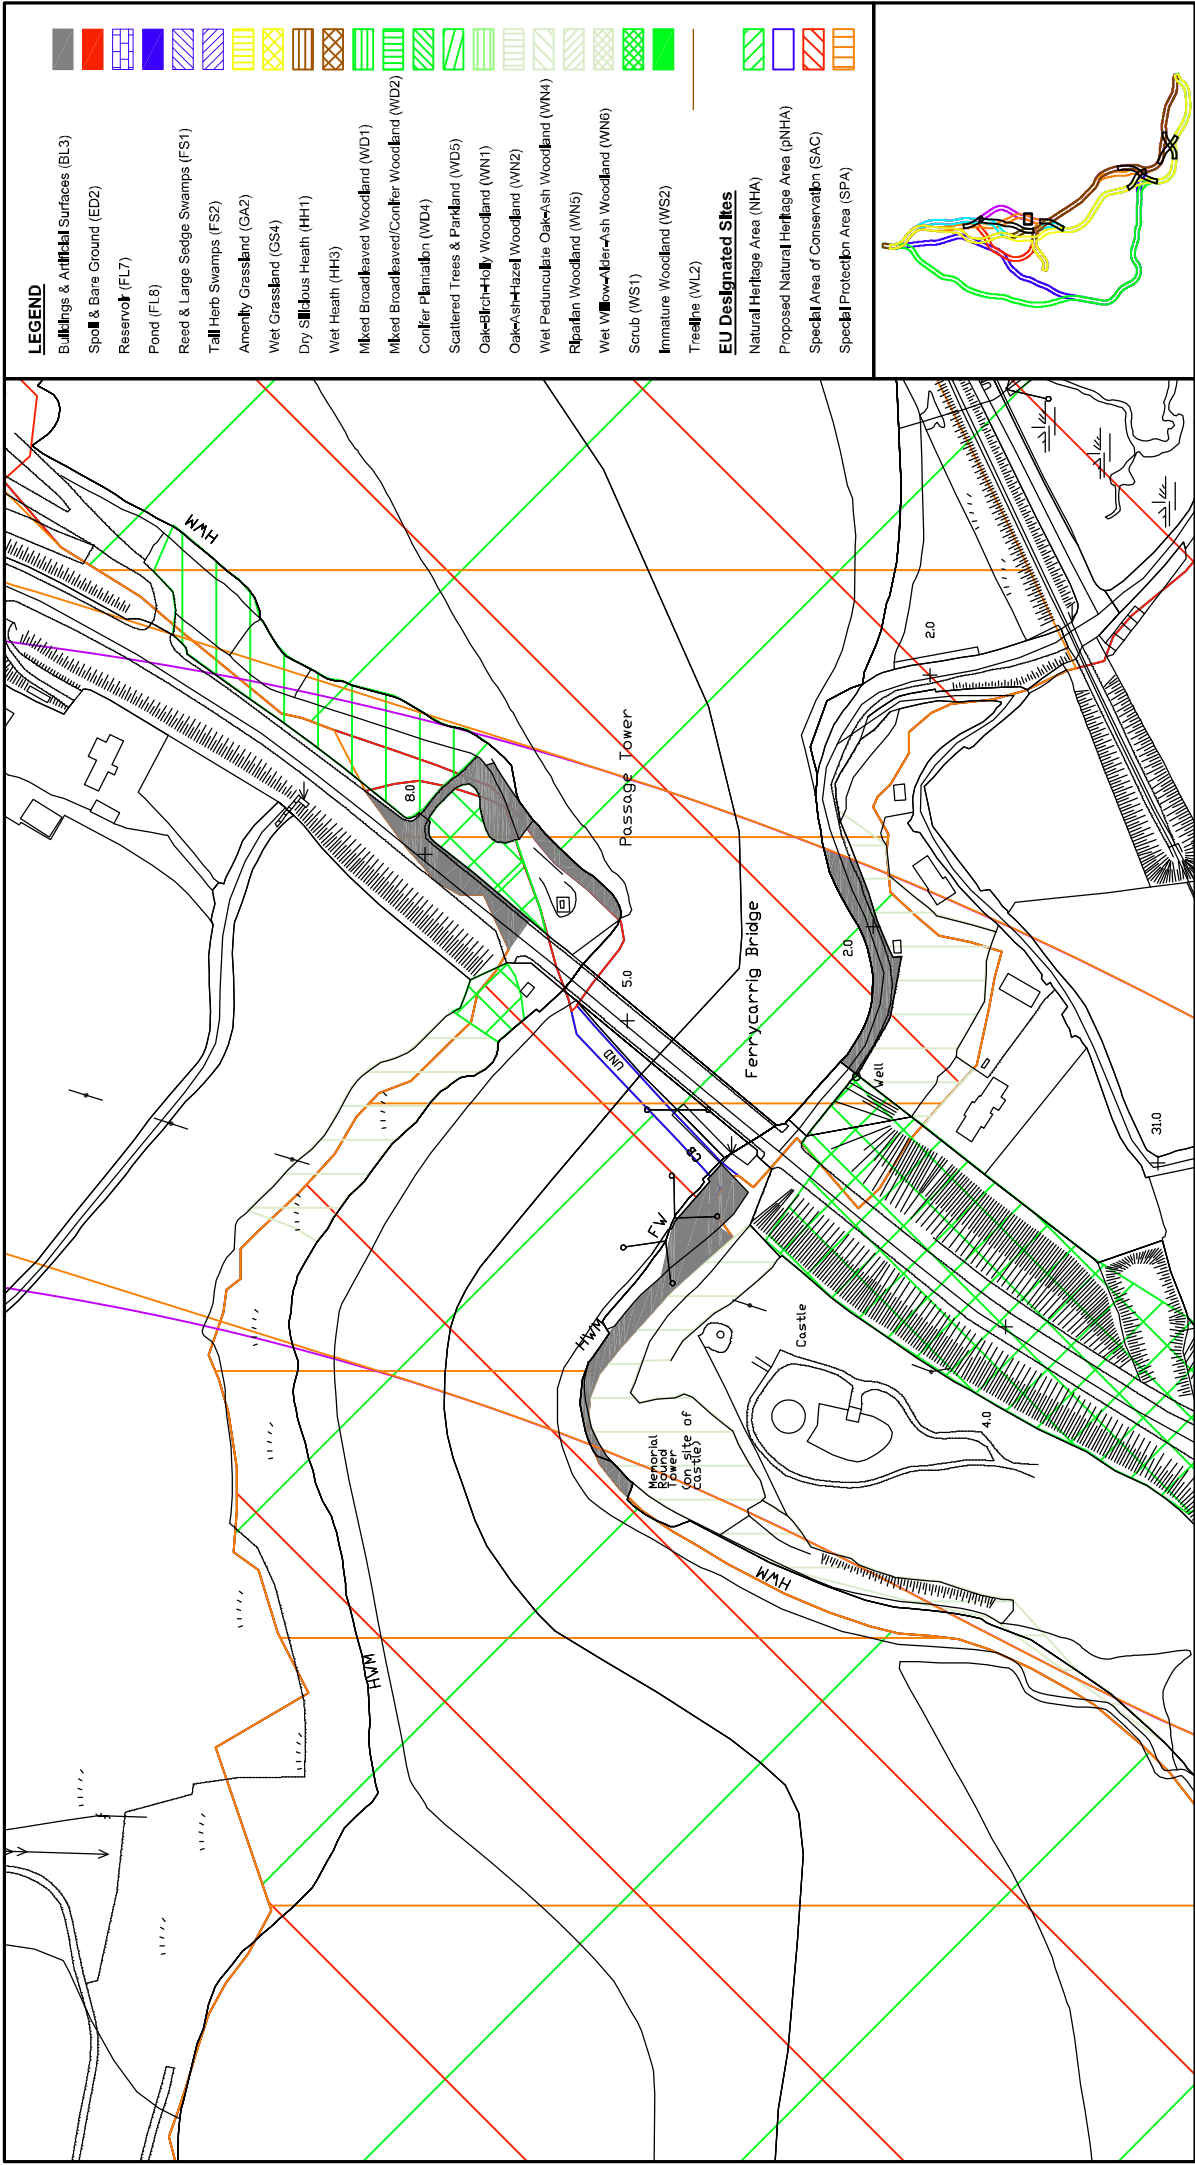 LEGEND
Buildings & Artificial Surfaces (BL3)
Spoil & Bare Ground (ED2)
Reservoir (FL7)
Pond (FL8)
Reed & Large Sedge Swamps (FS1)
Tall Herb Swamps (FS2)
Amenity Grassland (GA2)
Wet Grassland (GS4)
Dry Silicious Heath (HH1)
Wet Heath (HH3)
Mixed Broadleaved Woodland (WD1)
Mixed Broadleaved/Conifer Woodland (WD2)
Conifer Plantation (WD4)
Scattered Trees & Parkland (WD5)
Oak-Birch-Holly Woodland (WN1)
Oak-Ash-Hazel Woodland (WN2)
Wet Pedunculate Oak-Ash Woodland (WN4)
Riparian Woodland (WN5)
Wet Willow-Alder-Ash Woodland (WN6)
Scrub (WS1)
Immature Woodland (WS2)
Treeline (WL2)
EU Designated Sites
Natural Heritage Area (NHA)
Proposed Natural Heritage Area (pNHA)
Special Area of Conservation (SAC)
Special Protection Area (SPA)
HWM
8.0
Passage Tower
5.0
UND
CB
FW
Ferrycarrig Bridge
2.0
2.0
Well
31.0
HWM
Castle
4.0
Memorial
Round
Tower
(on site of
castle)
HWM
HWM